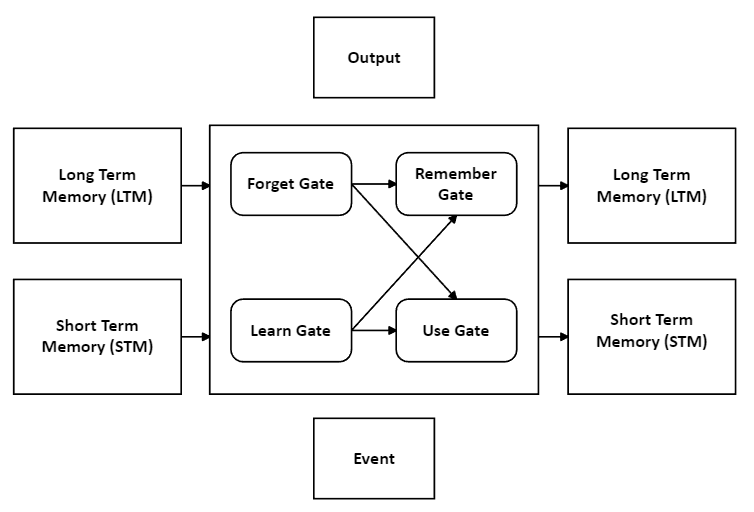 Output
Long Term
Memory (LTM)
Forget Gate
Remember
Gate
Long Term
Memory (LTM)
Short Term
Memory (STM)
Learn Gate
Use Gate
Short Term
Memory (STM)
Event